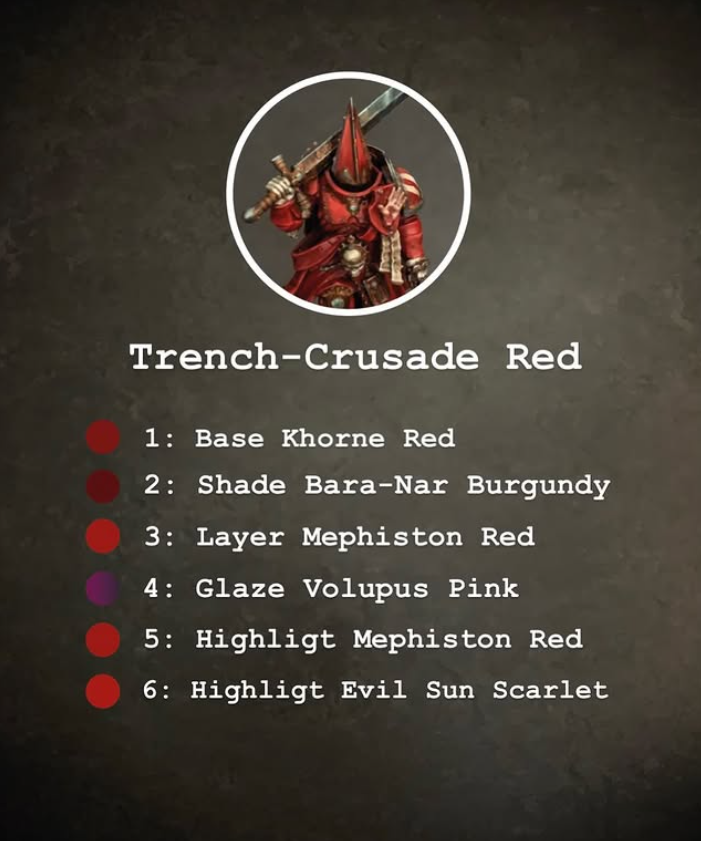 Trench-Crusade Red
1: Base Khorne Red
2: Shade Bara-Nar Burgundy
3: Layer Mephiston Red
4: Glaze Volupus Pink
5: Highligt Mephiston Red
6: Highligt Evil Sun Scarlet